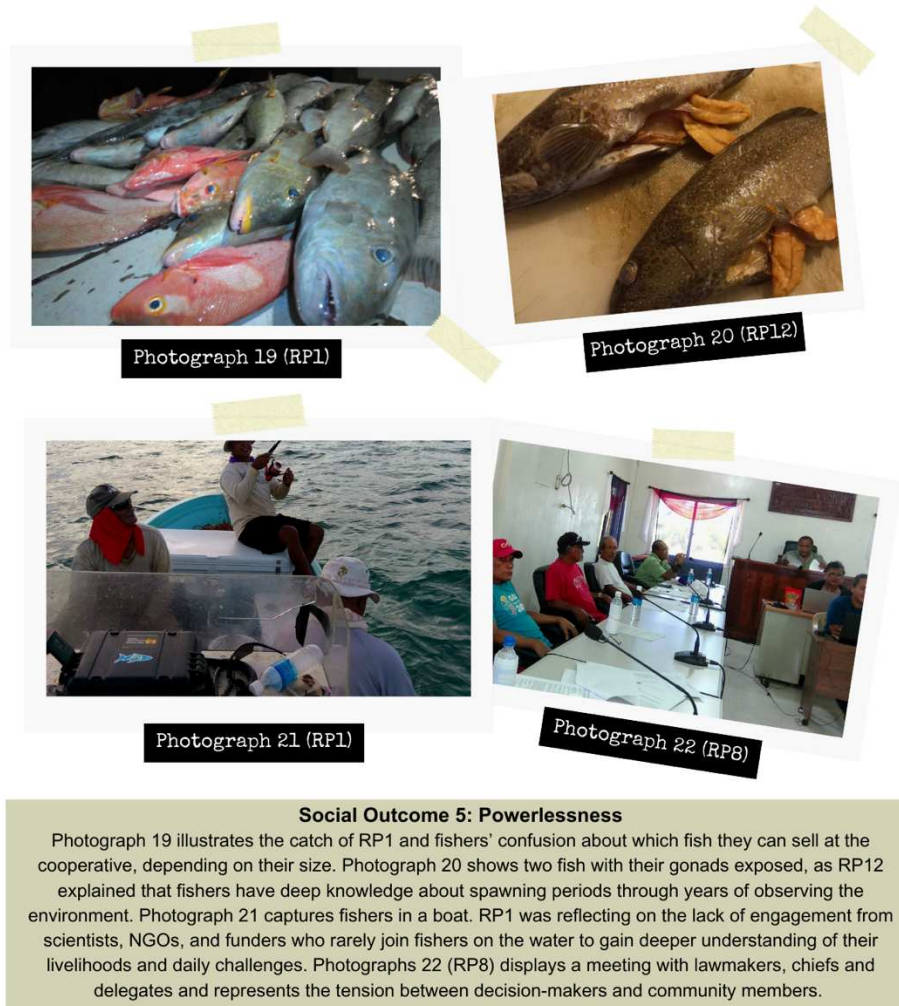 Photograph 19 (RP1)
Photograph 20 (RP12)
Photograph 21 (RP1)
Photograph 22 (RP8)
Social Outcome 5: Powerlessness
Photograph 19 illustrates the catch of RP1 and fishers' confusion about which fish they can sell at the
cooperative, depending on their size. Photograph 20 shows two fish with their gonads exposed, as RP12
explained that fishers have deep knowledge about spawning periods through years of observing the
environment. Photograph 21 captures fishers in a boat. RP1 was reflecting on the lack of engagement from
scientists, NGOs, and funders who rarely join fishers on the water to gain deeper understanding of their
livelihoods and daily challenges. Photographs 22 (RP8) displays a meeting with lawmakers, chiefs and
delegates and represents the tension between decision-makers and community members.